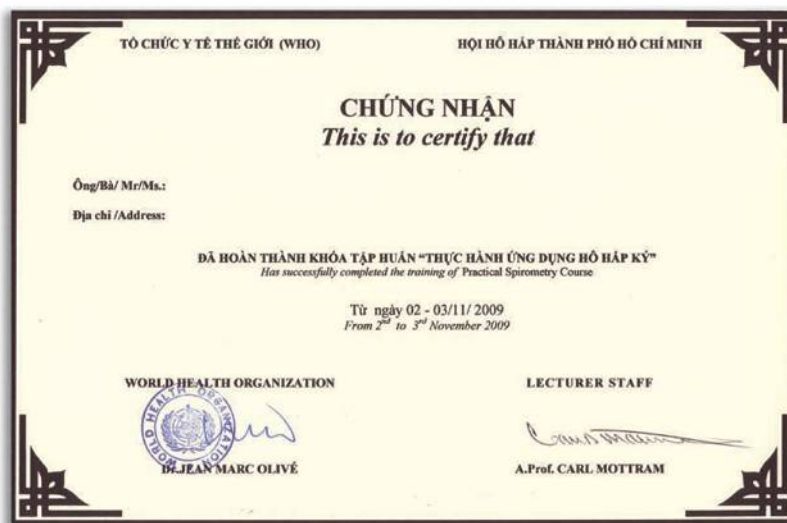 TỔ CHỨC Y TẾ THẾ GIỚI (WHO)
HỘI HÔ HẤP THÀNH PHỐ HỒ CHÍ MINH
CHỨNG NHẬN
This is to certify that
Ông/Bà/ Mr/Ms.:
Địa chỉ /Address:
ĐÃ HOÀN THÀNH KHÓA TẬP HUẤN “THỰC HÀNH ỨNG DỤNG HÔ HẤP KÝ”
Has successfully completed the training of Practical Spirometry Course
Từ ngày 02 - 03/11/ 2009
From 2nd to 3rd November 2009
WORLD HEALTH ORGANIZATION
LECTURER STAFF
WORLD HEALTH ORGANIZATION
Dr.JEAN MARC OLIVÉ
A.Prof. CARL MOTTRAM